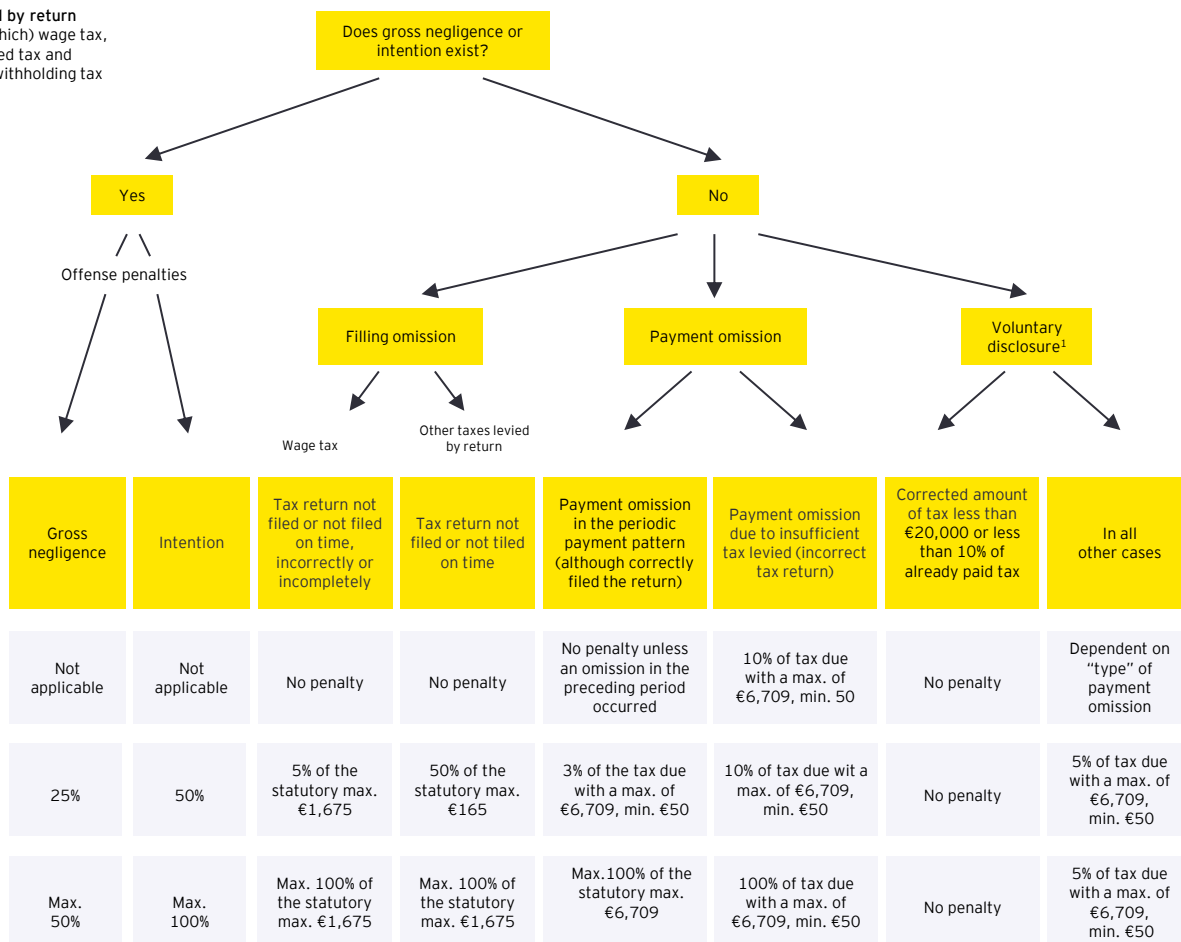 by return
wage tax,
tax and
withholding tax
Does gross negligence or
intention exist?
Yes
No
Offense penalties
Filling omission
Payment omission
Voluntary
disclosure1
Wage tax
Other taxes levied
by return
Gross
negligence
Intention
Tax return not
filed or not filed
on time,
incorrectly or
incompletely
Tax return not
filed or not tiled
on time
Payment omission
in the periodic
payment pattern
(although correctly
filed the return)
Payment omission
due to insufficient
tax levied (incorrect
tax return)
Corrected amount
of tax less than
€20,000 or less
than 10% of
already paid tax
In all
other cases
Not
applicable
Not
applicable
No penalty
No penalty
No penalty unless
an omission in the
preceding period
occurred
10% of tax due
with a max. of
€6,709, min. 50
No penalty
Dependent on
“type” of
payment
omission
25%
50%
5% of the
statutory max.
€1,675
50% of the
statutory max.
€165
3% of the tax due
with a max. of
€6,709, min. €50
10% of tax due wit a
max. of €6,709,
min. €50
No penalty
5% of tax due
with a max. of
€6,709,
min. €50
Max.
50%
Max.
100%
Max. 100% of
the statutory
max. €1,675
Max. 100% of
the statutory
max. €1,675
Max.100% of the
statutory max.
€6,709
100% of tax due
with a max. of
€6,709, min. €50
No penalty
5% of tax due
with a max. of
€6,709,
min. €50